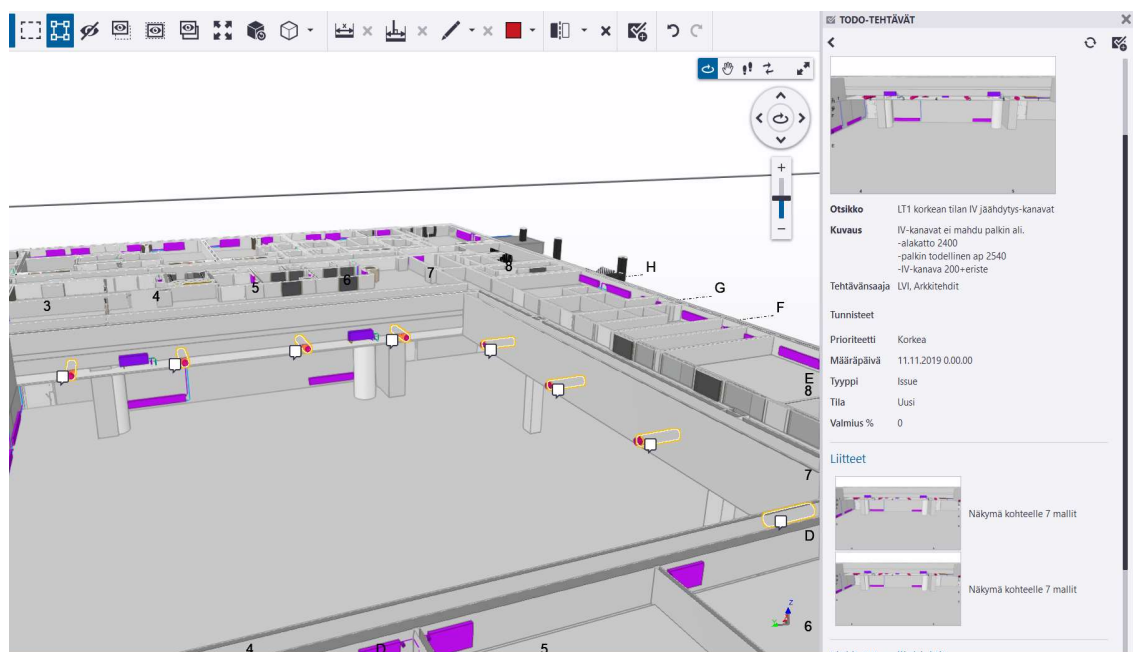 TODO-TEHTÄVÄT
Otsikko LT1 korkean tilan IV jäähdytys-kanavat
Kuvaus IV-kanavat ei mahdu palkin ali.
-alakatto 2400
-palkin todellinen ap 2540
-IV-kanava 200+eriste
Tehtävänsaaja LVI, Arkkitehdit
Tunnisteet
Prioriteetti Korkea
Määräpäivä 11.11.2019 0.00.00
Tyyppi Issue
Tila Uusi
Valmius % 0
Liitteet
Näkymä kohteelle 7 mallit
Näkymä kohteelle 7 mallit
H
G
F
E
8
7
D
6
3
4
5
6
7
8
4
D
5
Z